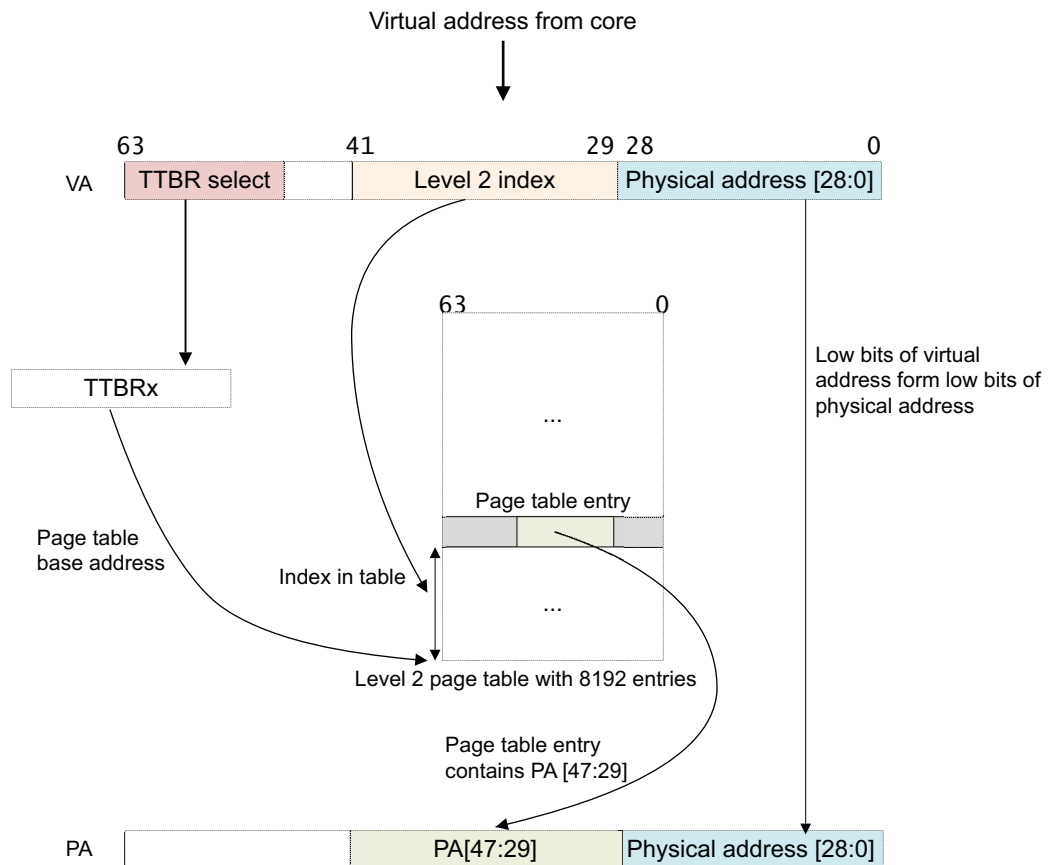 Virtual address from core
63 41 29 28 0
VA TTBR select Level 2 index Physical address [28:0]
63 0
Low bits of virtual
address form low bits of
physical address
TTBRx
...
Page table entry
Page table
base address
Index in table
...
Level 2 page table with 8192 entries
Page table entry
contains PA [47:29]
PA PA[47:29] Physical address [28:0]